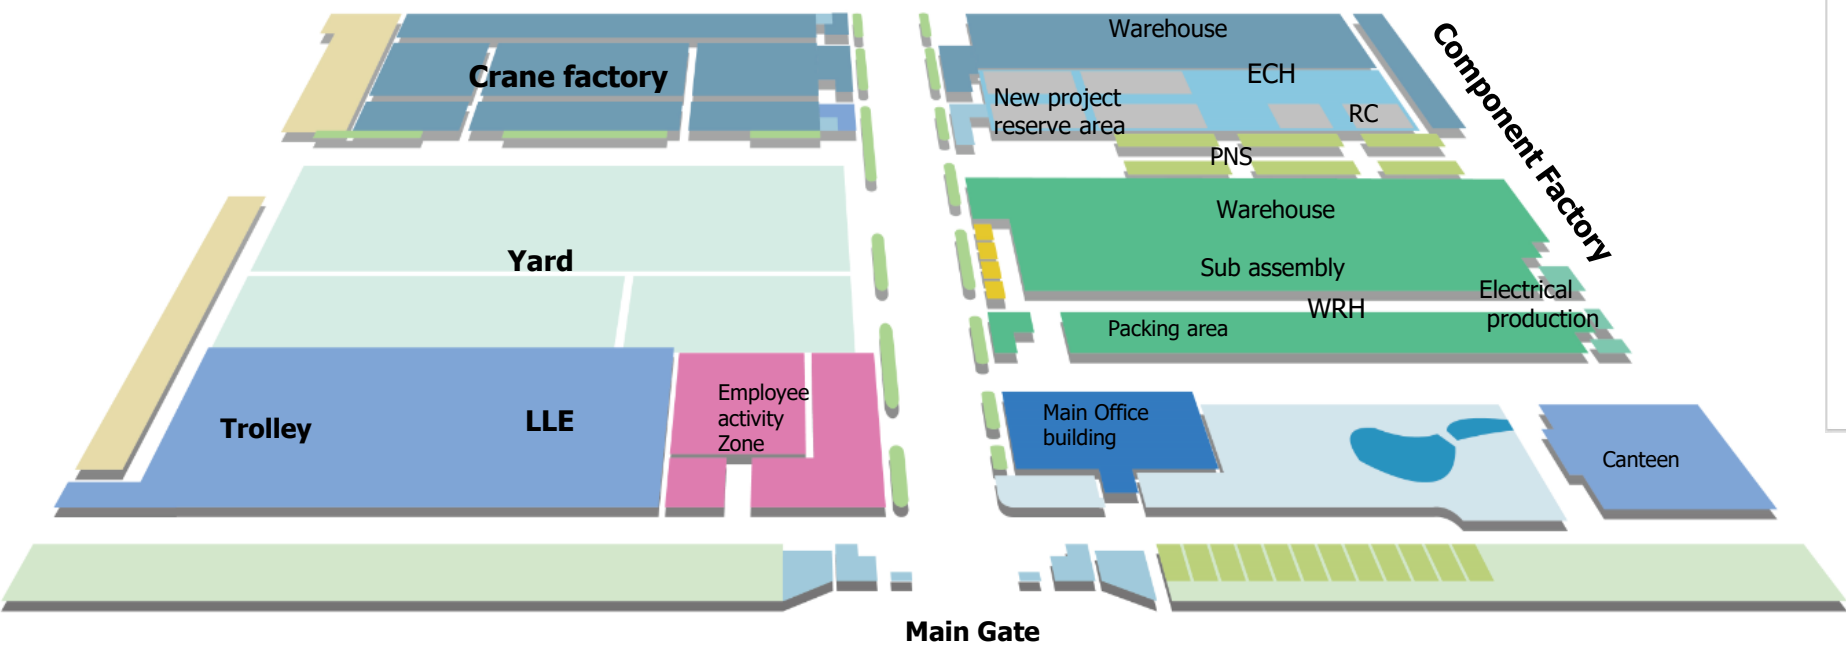 Warehouse
Crane factory
ECH
New project
reserve area
RC
Component Factory
PNS
Warehouse
Yard
Sub assembly
Electrical
production
WRH
Packing area
Employee
activity
Zone
Main Office
building
Trolley
LLE
Canteen
Main Gate